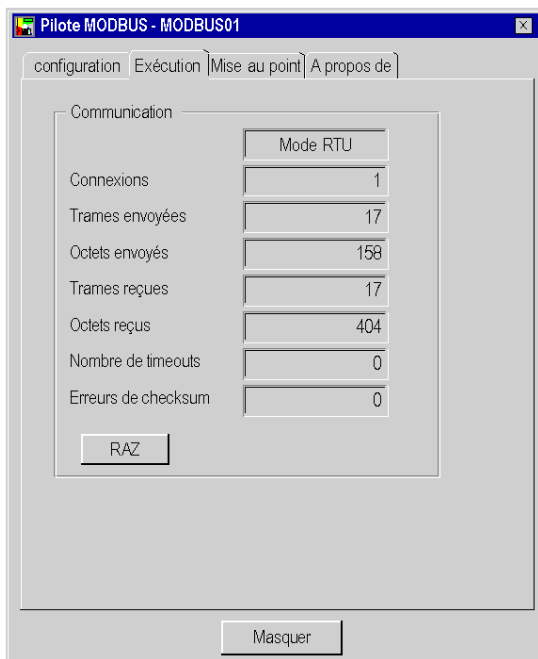 Pilote MODBUS - MODBUS01
configuration Exécution Mise au point A propos de
Communication
Mode RTU
Connexions 1
Trames envoyées 17
Octets envoyés 158
Trames reçues 17
Octets reçus 404
Nombre de timeouts 0
Erreurs de checksum 0
RAZ
Masquer